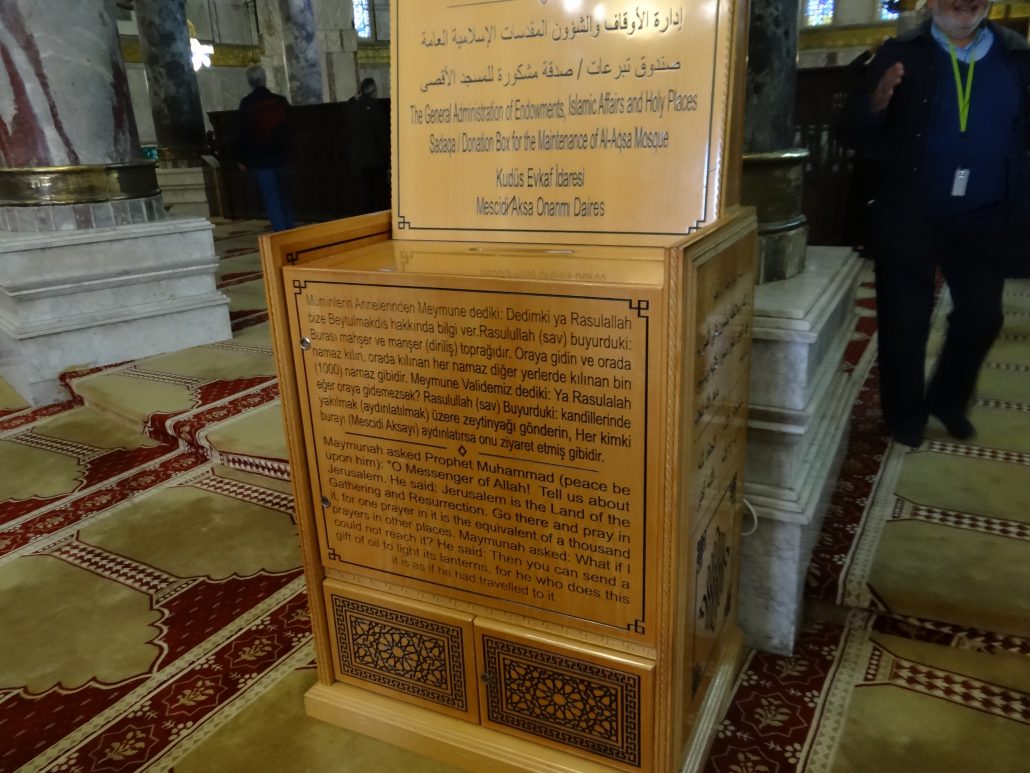 إدارة الأوقاف والشؤون المقدسات الإسلامية العامة
صندوق تبرعات / صدقة مشكورة للمسجد الأقصى
The General Administration of Endowments, Islamic Affairs and Holy Places
Sadaqa / Donation Box for the Maintenance of Al-Aqsa Mosque
Kudüs Evkaf İdaresi
Mescidi Aksa Onarımı Daires
Müminlerin Annelerinden Meymune dediki: Dedimki ya Rasulallah
bize Beytulmakdis hakkında bilgi ver.Rasulullah (sav) buyurduki:
Burası mahşer ve manşer (diriliş) toprağıdır. Oraya gidin ve orada
namaz kılın, orada kılınan her namaz diğer yerlerde kılınan bin
(1000) namaz gibidir. Meymune Validemiz dediki: Ya Rasulalah
eğer oraya gidemezsek? Rasulullah (sav) Buyurduki: kandillerinde
yakılmak (aydınlatılmak) üzere zeytinyağı gönderin, Her kimki
burayı (Mescidi Aksayı) aydınlatırsa onu ziyaret etmiş gibidir.
Maymunah asked Prophet Muhammad (peace be
upon him): "O Messenger of Allah! Tell us about
Jerusalem. He said: Jerusalem is the Land of the
Gathering and Resurrection. Go there and pray in
it, for one prayer in it is the equivalent of a thousand
prayers in other places. Maymunah asked: What if I
could not reach it? He said: Then you can send a
gift of oil to light its lanterns, for he who does this
it is as if he had travelled to it